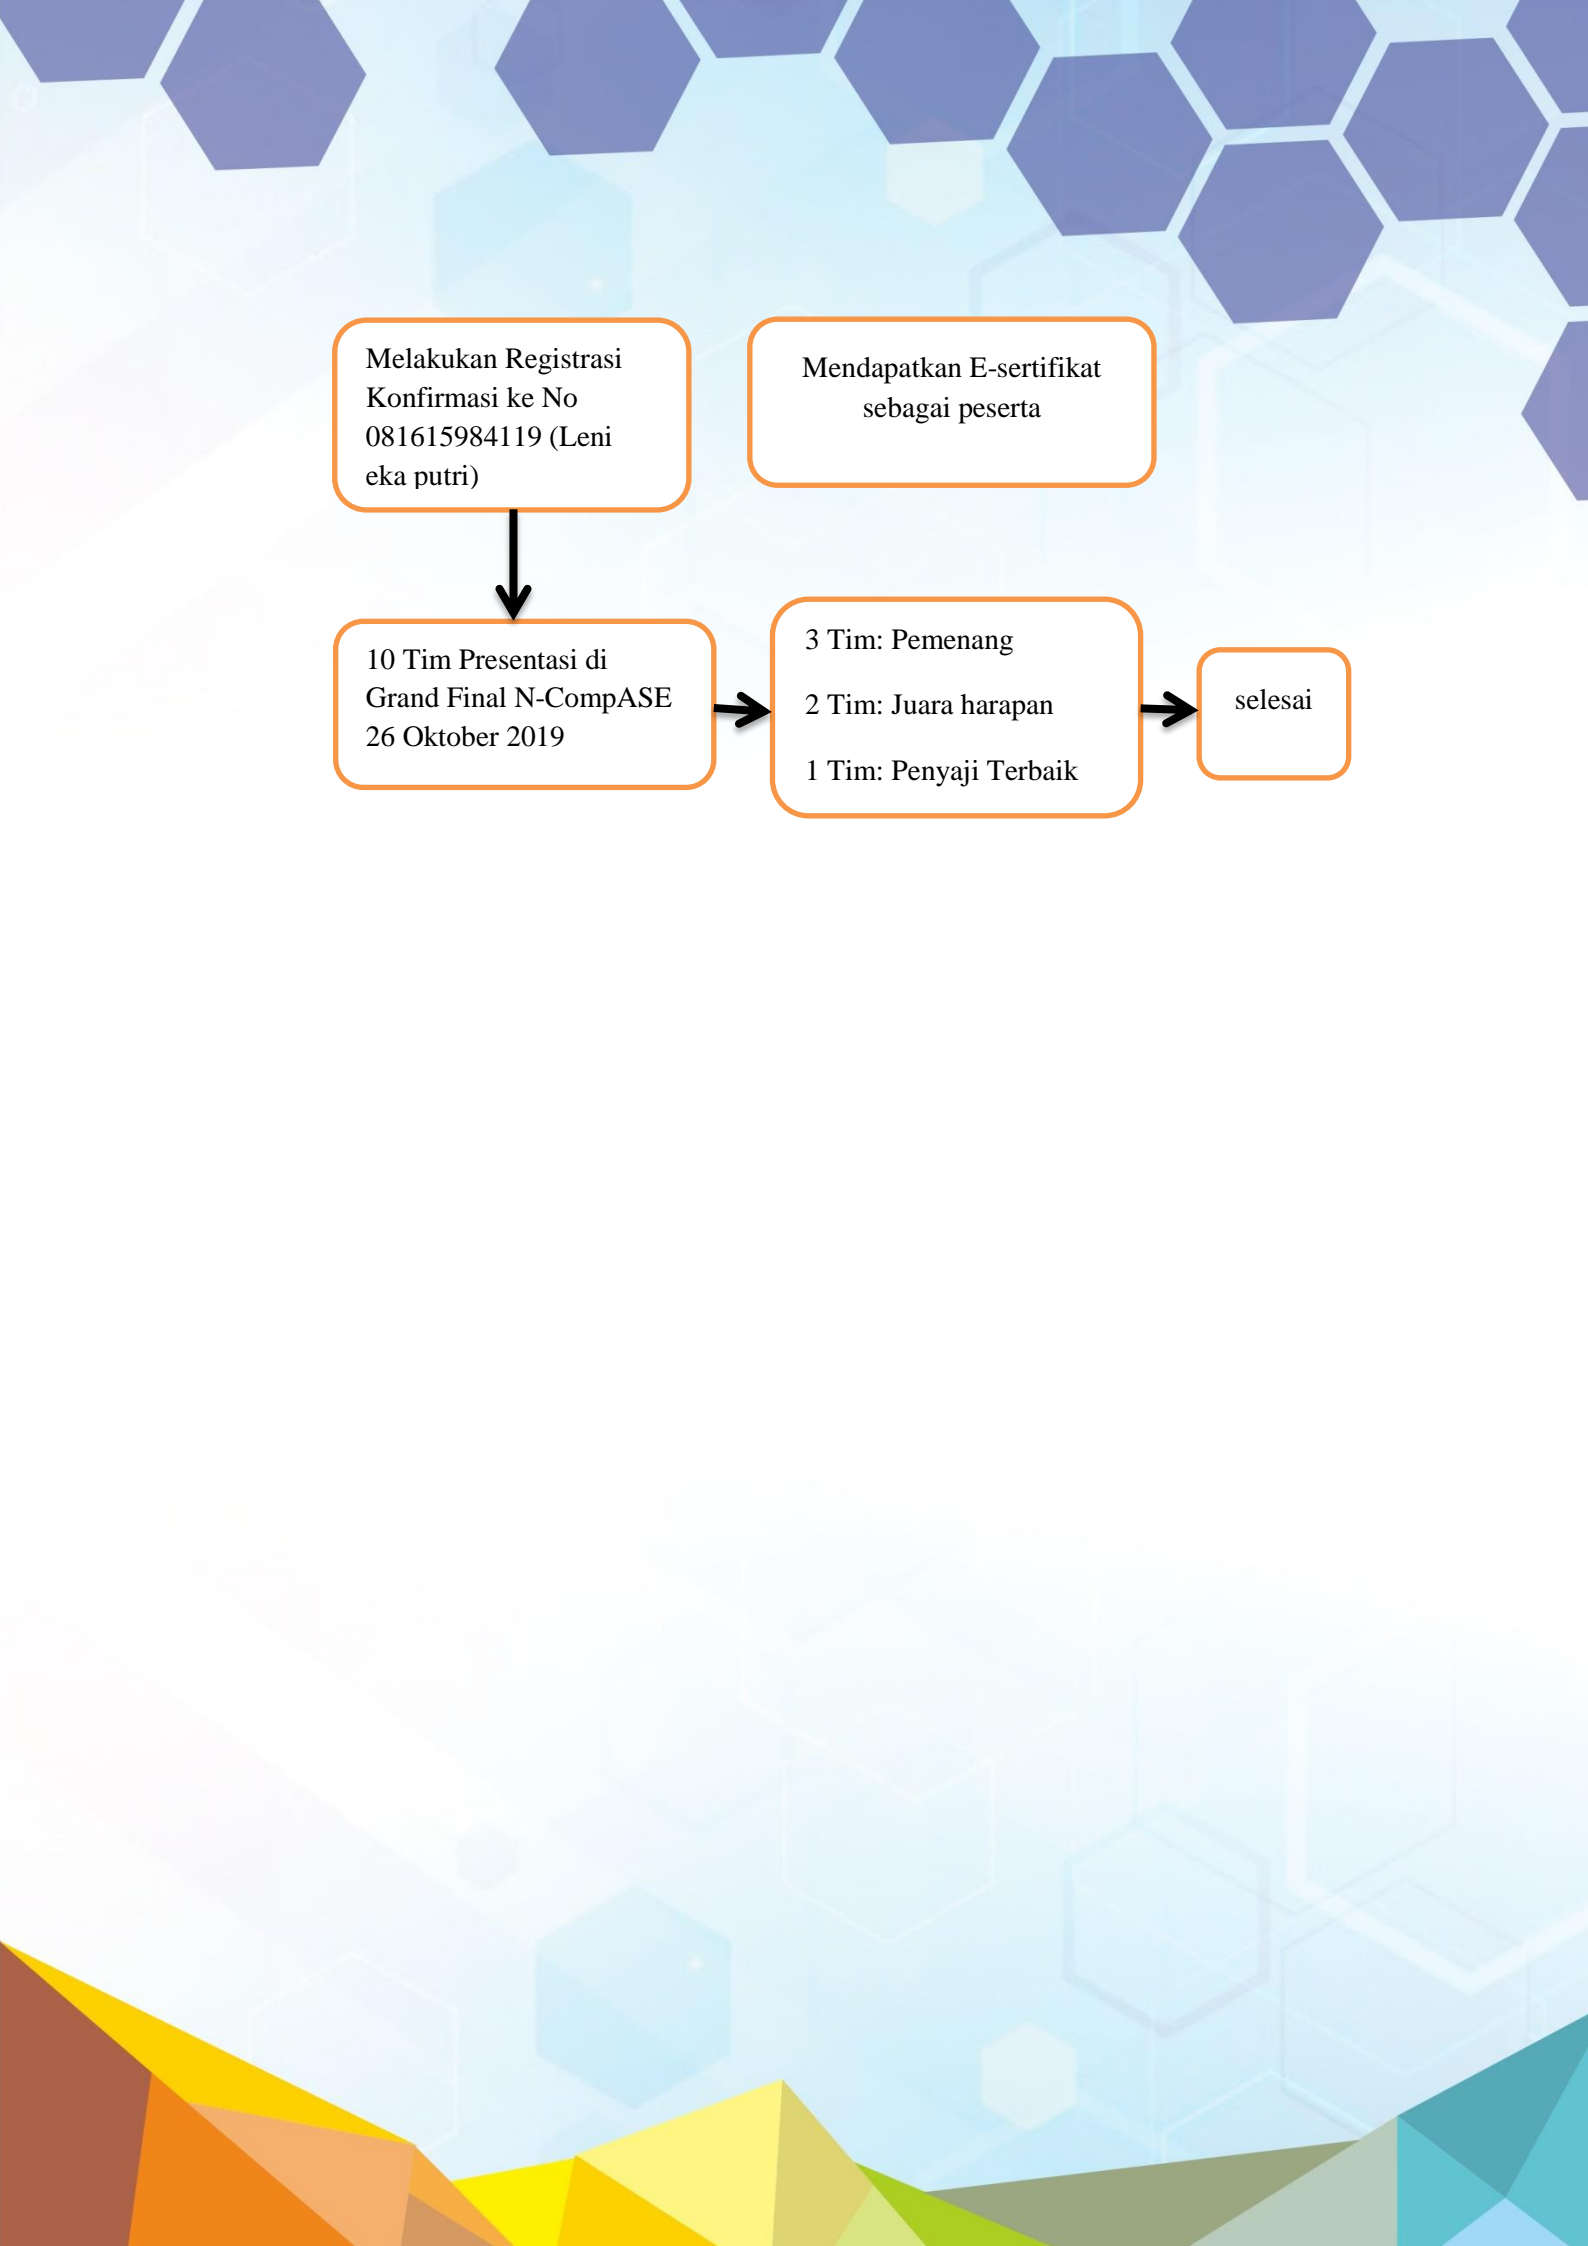 Melakukan Registrasi
Konfirmasi ke No
081615984119 (Leni
eka putri)
Mendapatkan E-sertifikat
sebagai peserta
10 Tim Presentasi di
Grand Final N-CompASE
26 Oktober 2019
3 Tim: Pemenang
2 Tim: Juara harapan
1 Tim: Penyaji Terbaik
selesai